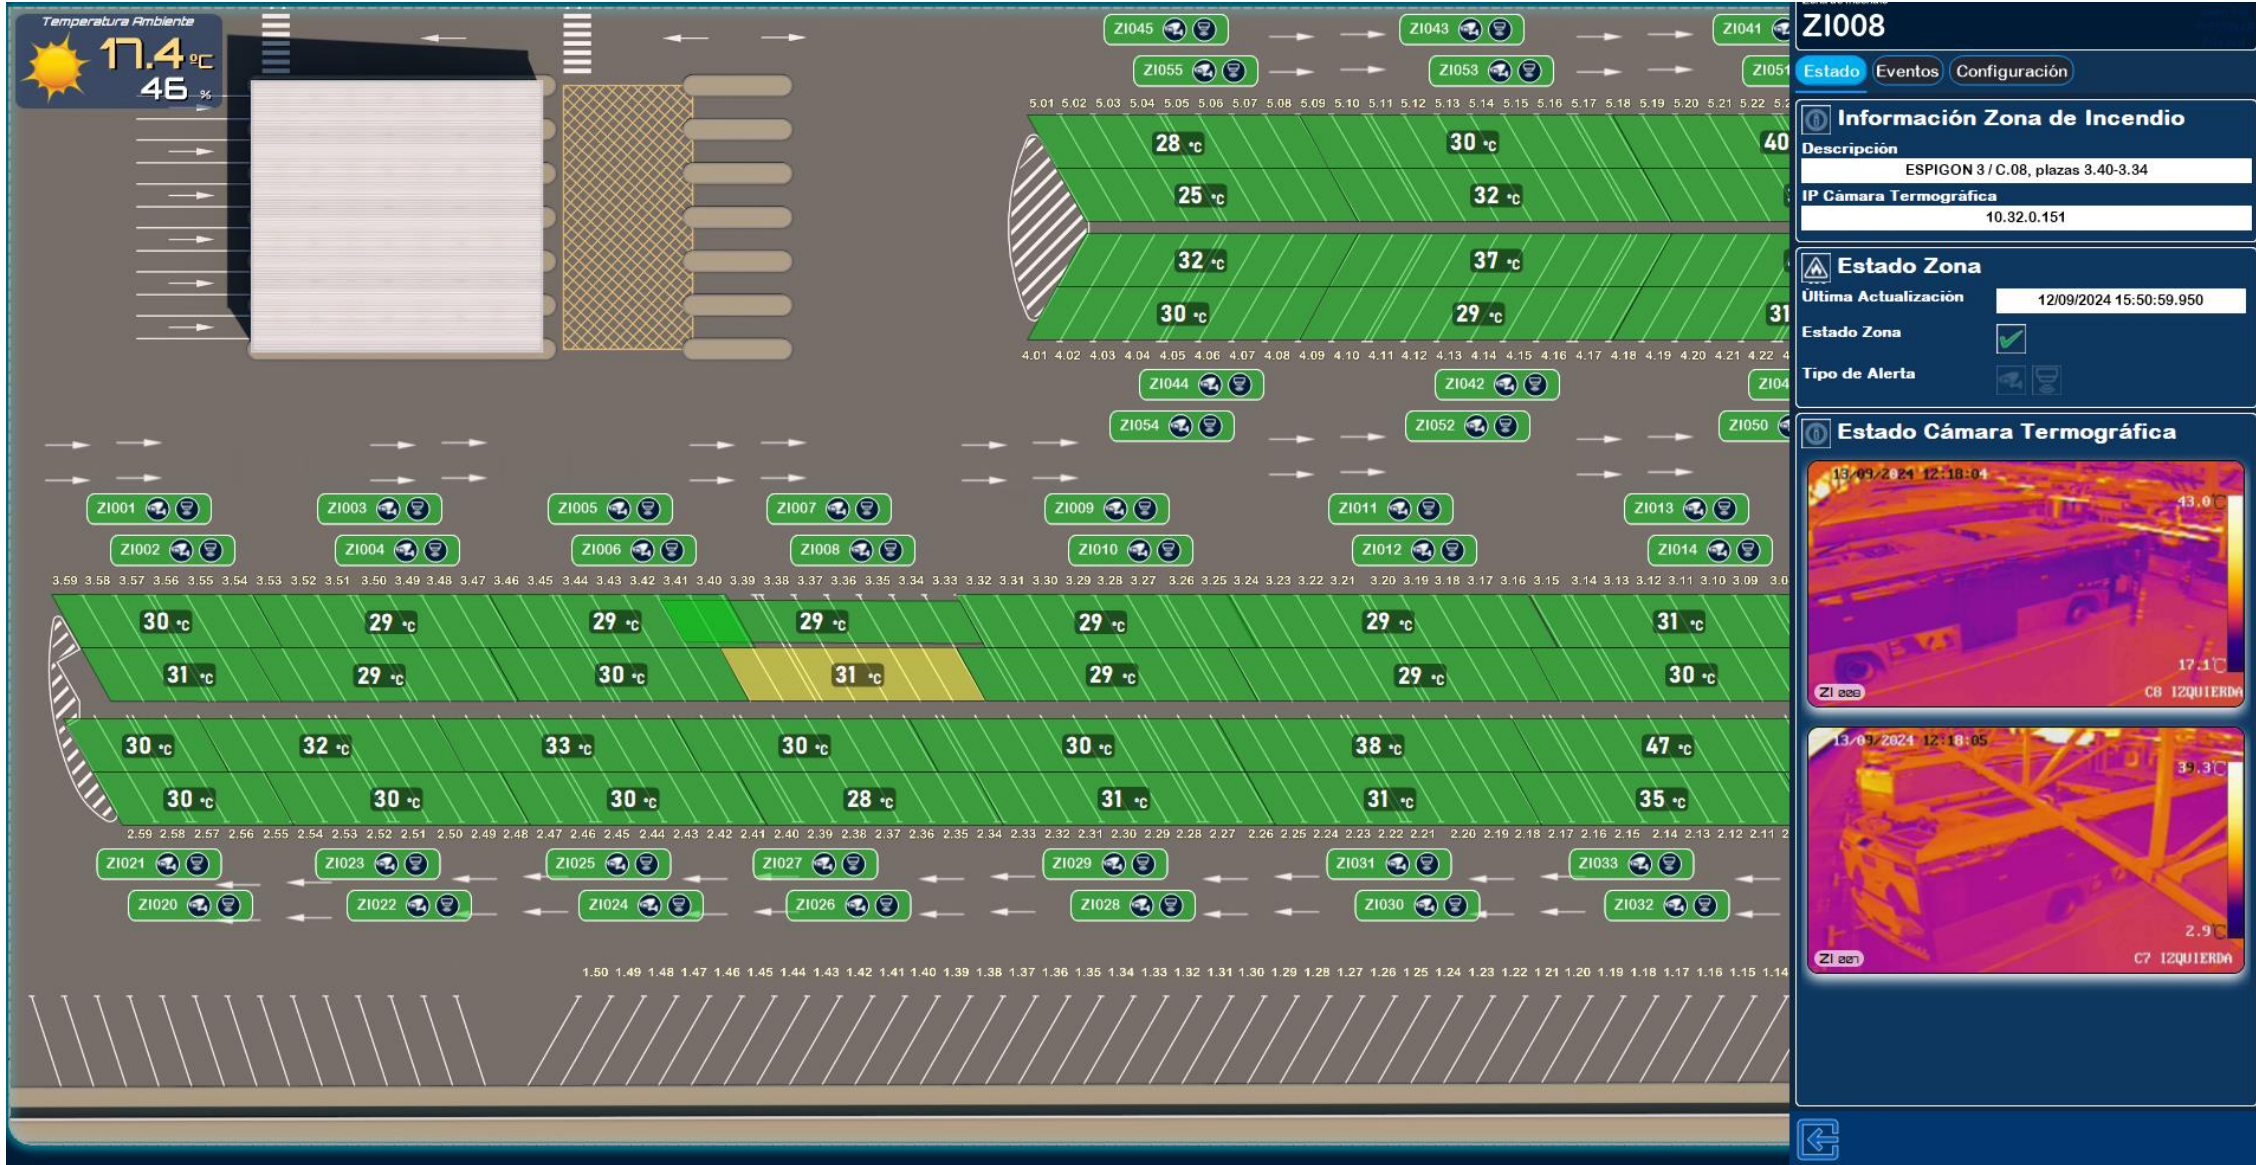 Temperatura Ambiente
17.4 ºC
46 %
ZI045 ZI043 ZI041
ZI055 ZI053 ZI051
5.01 5.02 5.03 5.04 5.05 5.06 5.07 5.08 5.09 5.10 5.11 5.12 5.13 5.14 5.15 5.16 5.17 5.18 5.19 5.20 5.21 5.22
28 °C 30 °C 40
25 °C 32 °C
32 °C 37 °C
30 °C 29 °C 31
4.01 4.02 4.03 4.04 4.05 4.06 4.07 4.08 4.09 4.10 4.11 4.12 4.13 4.14 4.15 4.16 4.17 4.18 4.19 4.20 4.21 4.22
ZI044 ZI042 ZI04
ZI054 ZI052 ZI050
ZI001 ZI003 ZI005 ZI007 ZI009 ZI011 ZI013
ZI002 ZI004 ZI006 ZI008 ZI010 ZI012 ZI014
3.59 3.58 3.57 3.56 3.55 3.54 3.53 3.52 3.51 3.50 3.49 3.48 3.47 3.46 3.45 3.44 3.43 3.42 3.41 3.40 3.39 3.38 3.37 3.36 3.35 3.34 3.33 3.32 3.31 3.30 3.29 3.28 3.27 3.26 3.25 3.24 3.23 3.22 3.21 3.20 3.19 3.18 3.17 3.16 3.15 3.14 3.13 3.12 3.11 3.10 3.09 3.0
30 °C 29 °C 29 °C 29 °C 29 °C 29 °C 31 °C
31 °C 29 °C 30 °C 31 °C 29 °C 29 °C 30 °C
30 °C 32 °C 33 °C 30 °C 30 °C 38 °C 47 °C
30 °C 30 °C 30 °C 28 °C 31 °C 31 °C 35 °C
2.59 2.58 2.57 2.56 2.55 2.54 2.53 2.52 2.51 2.50 2.49 2.48 2.47 2.46 2.45 2.44 2.43 2.42 2.41 2.40 2.39 2.38 2.37 2.36 2.35 2.34 2.33 2.32 2.31 2.30 2.29 2.28 2.27 2.26 2.25 2.24 2.23 2.22 2.21 2.20 2.19 2.18 2.17 2.16 2.15 2.14 2.13 2.12 2.11 2
ZI021 ZI023 ZI025 ZI027 ZI029 ZI031 ZI033
ZI020 ZI022 ZI024 ZI026 ZI028 ZI030 ZI032
1.50 1.49 1.48 1.47 1.46 1.45 1.44 1.43 1.42 1.41 1.40 1.39 1.38 1.37 1.36 1.35 1.34 1.33 1.32 1.31 1.30 1.29 1.28 1.27 1.26 1 25 1.24 1.23 1.22 1 21 1.20 1.19 1.18 1.17 1.16 1.15 1.14
ZI008
Estado Eventos Configuración
Información Zona de Incendio
Descripción
ESPIGON 3 / C.08, plazas 3.40-3.34
IP Cámara Termográfica
10.32.0.151
Estado Zona
Última Actualización 12/09/2024 15:50:59.950
Estado Zona
Tipo de Alerta
Estado Cámara Termográfica
13/09/2024 12:18:04
43.0°C
17.1°C
ZI 008 C8 IZQUIERDA
13/09/2024 12:18:05
39.3°C
2.9°C
ZI 007 C7 IZQUIERDA